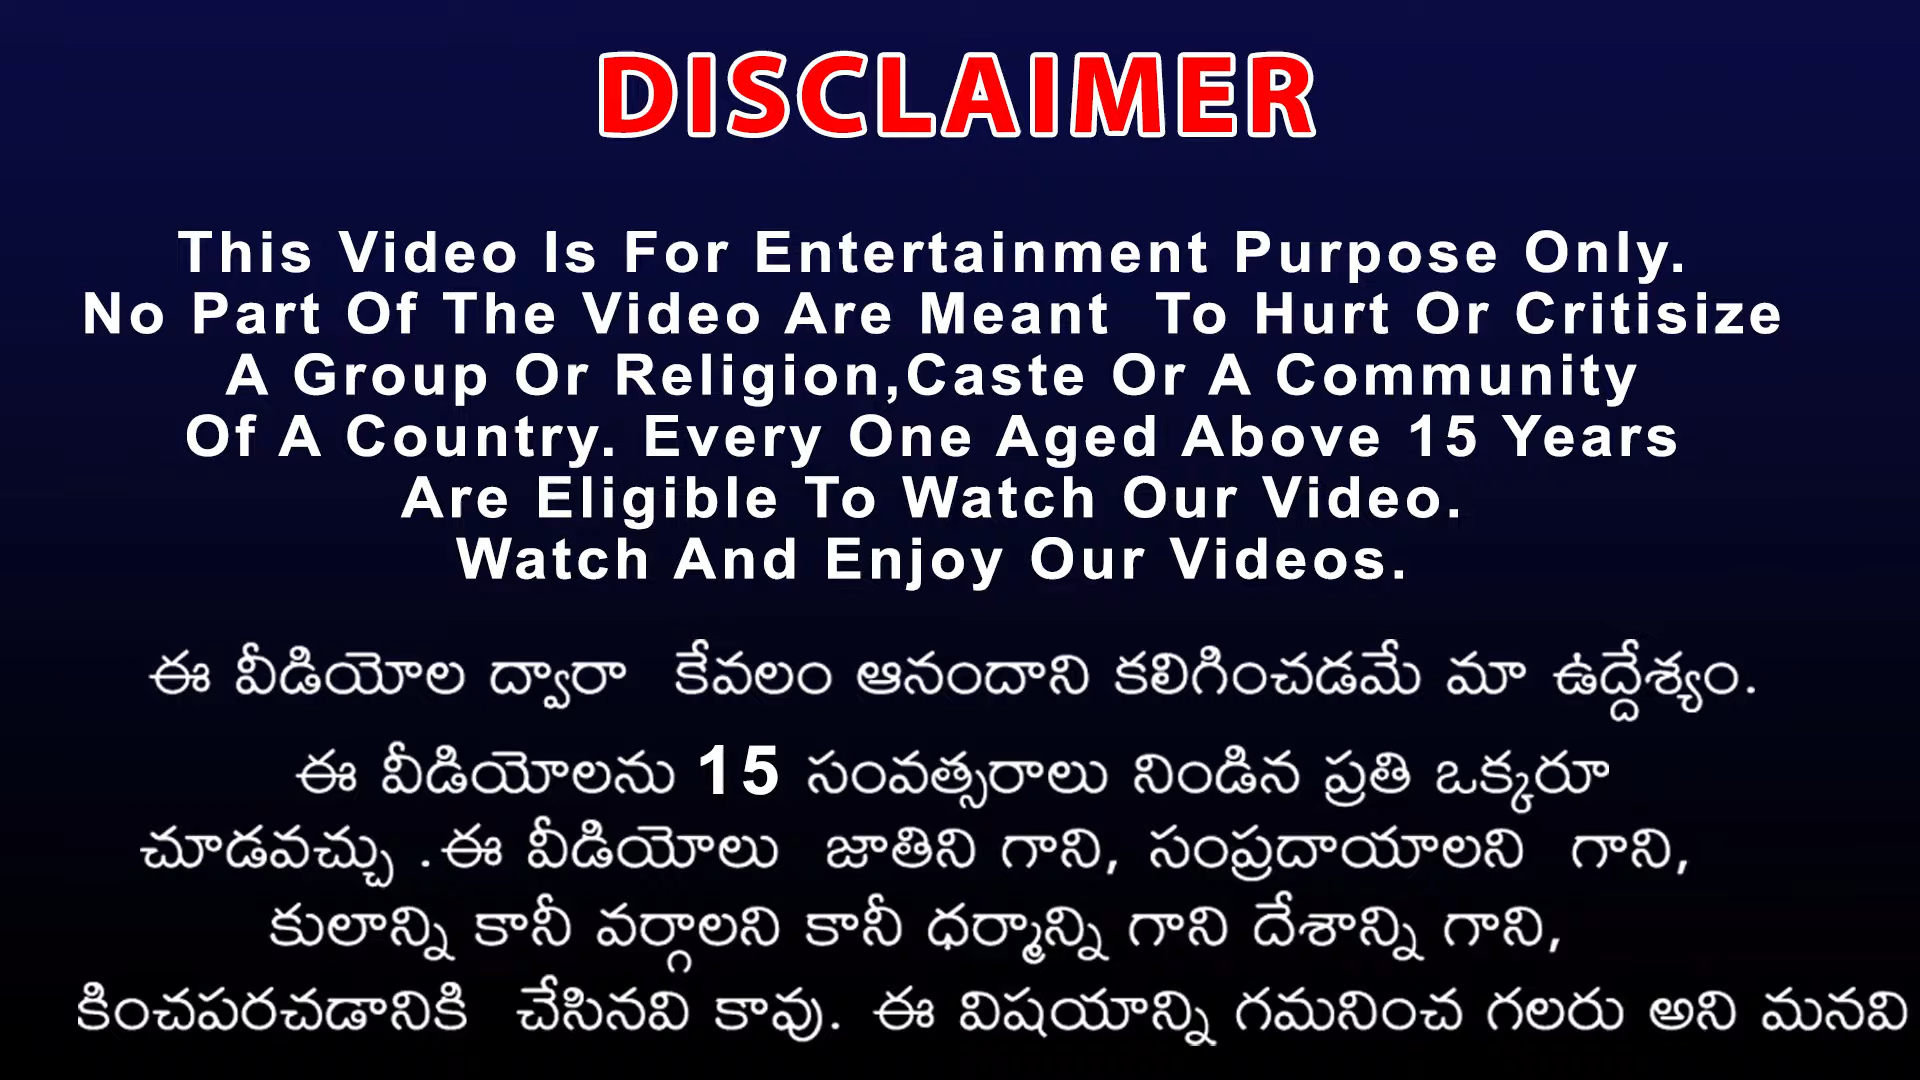 DISCLAIMER
This Video Is For Entertainment Purpose Only.
No Part Of The Video Are Meant To Hurt Or Critisize
A Group Or Religion,Caste Or A Community
Of A Country. Every One Aged Above 15 Years
Are Eligible To Watch Our Video.
Watch And Enjoy Our Videos.
ఈ వీడియోల ద్వారా కేవలం ఆనందాని కలిగించడమే మా ఉద్దేశ్యం.
ఈ వీడియోలను 15 సంవత్సరాలు నిండిన ప్రతి ఒక్కరూ
చూడవచ్చు .ఈ వీడియోలు జాతిని గాని, సంప్రదాయాలని గాని,
కులాన్ని కానీ వర్గాలని కానీ ధర్మాన్ని గాని దేశాన్ని గాని,
కించపరచడానికి చేసినవి కావు. ఈ విషయాన్ని గమనించ గలరు అని మనవి